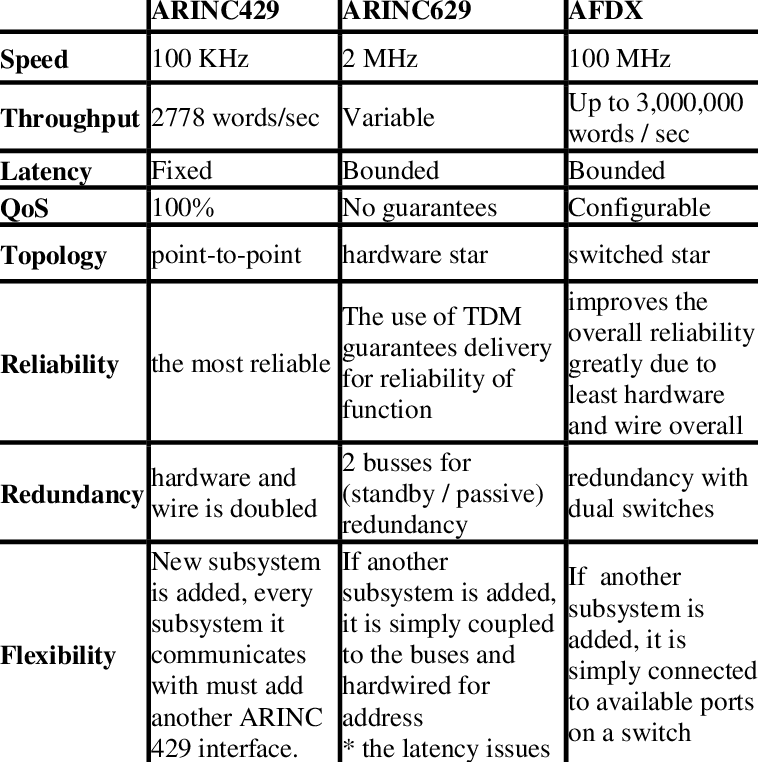 ARINC429 ARINC629 AFDX
Speed 100 KHz 2 MHz 100 MHz
Throughput 2778 words/sec Variable Up to 3,000,000
words / sec
Latency Fixed Bounded Bounded
QoS 100% No guarantees Configurable
Topology point-to-point hardware star switched star
Reliability
the most reliable
The use of TDM
guarantees delivery
for reliability of
function
improves the
overall reliability
greatly due to
least hardware
and wire overall
Redundancy
hardware and
wire is doubled
2 busses for
(standby / passive)
redundancy
redundancy with
dual switches
Flexibility
New subsystem
is added, every
subsystem it
communicates
with must add
another ARINC
429 interface.
If another
subsystem is added,
it is simply coupled
to the buses and
hardwired for
address
* the latency issues
If another
subsystem is
added, it is
simply connected
to available ports
on a switch